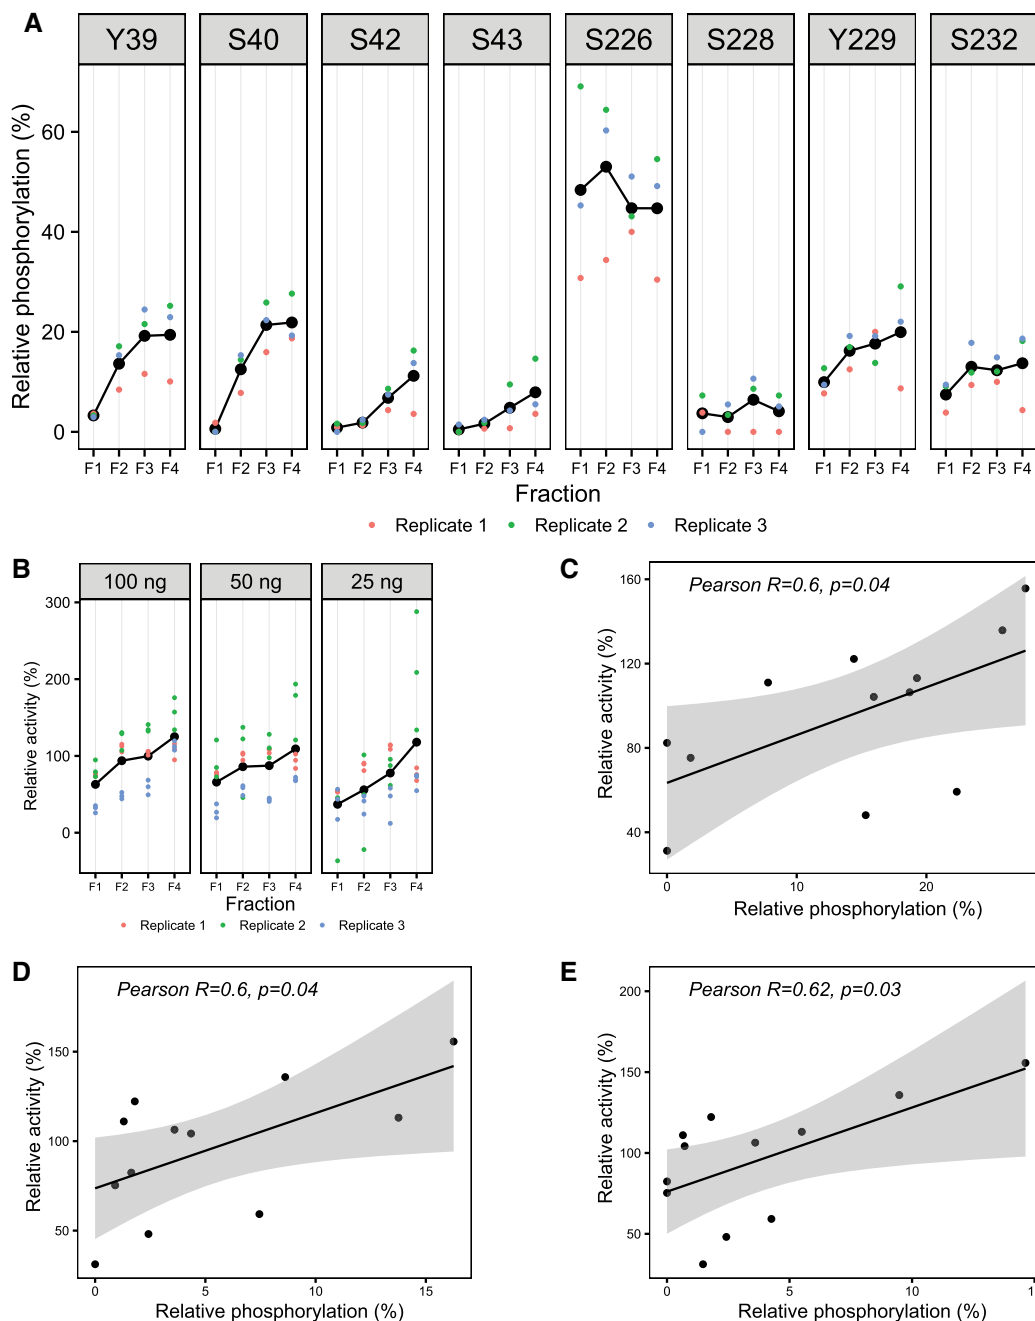 A
Y39 S40 S42 S43 S226 S228 Y229 S232
Relative phosphorylation (%)
60
40
20
0
F1 F2 F3 F4 F1 F2 F3 F4 F1 F2 F3 F4 F1 F2 F3 F4 F1 F2 F3 F4 F1 F2 F3 F4 F1 F2 F3 F4 F1 F2 F3 F4
Fraction
Replicate 1 Replicate 2 Replicate 3
B
100 ng 50 ng 25 ng
Relative activity (%)
300
200
100
0
F1 F2 F3 F4 F1 F2 F3 F4 F1 F2 F3 F4
Fraction
Replicate 1 Replicate 2 Replicate 3
C
Pearson R=0.6, p=0.04
Relative activity (%)
160
120
80
40
0 10 20
Relative phosphorylation (%)
D
Pearson R=0.6, p=0.04
Relative activity (%)
150
100
50
0 5 10 15
Relative phosphorylation (%)
E
Pearson R=0.62, p=0.03
Relative activity (%)
200
150
100
50
0 5 10 1
Relative phosphorylation (%)